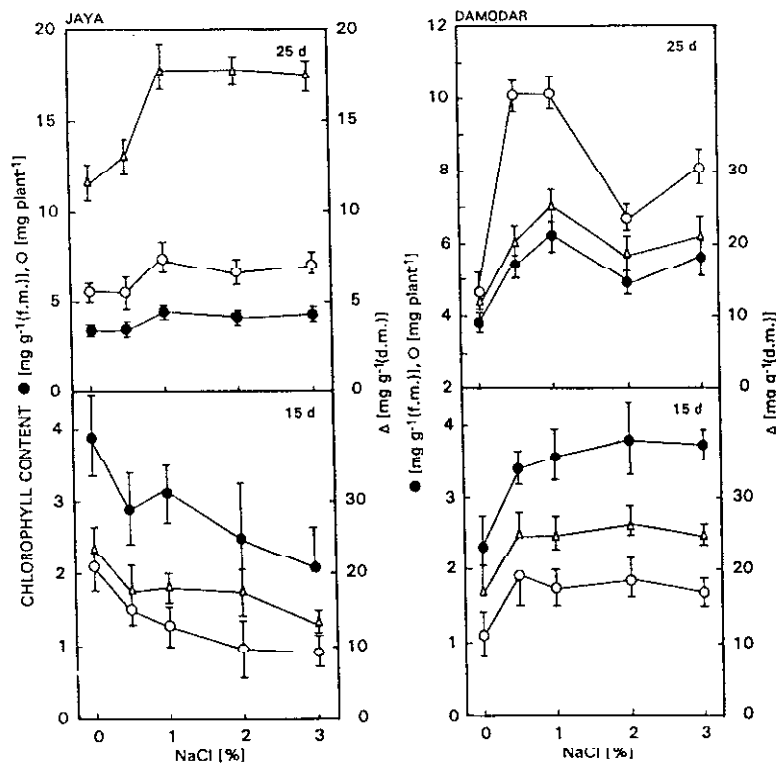 JAYA
DAMODAR
25 d
25 d
20
15
10
5
0
20
15
10
5
0
12
10
8
6
4
2
30
20
10
0
15 d
15 d
4
3
2
1
0
30
20
10
0
4
3
2
1
0
30
20
10
0
CHLOROPHYLL CONTENT ● [mg g⁻¹(f.m.)], ○ [mg plant⁻¹]
Δ [mg g⁻¹(d.m.)]
● [mg g⁻¹(f.m.)], ○ [mg plant⁻¹]
Δ [mg g⁻¹(d.m.)]
0 1 2 3
NaCl [%]
0 1 2 3
NaCl [%]